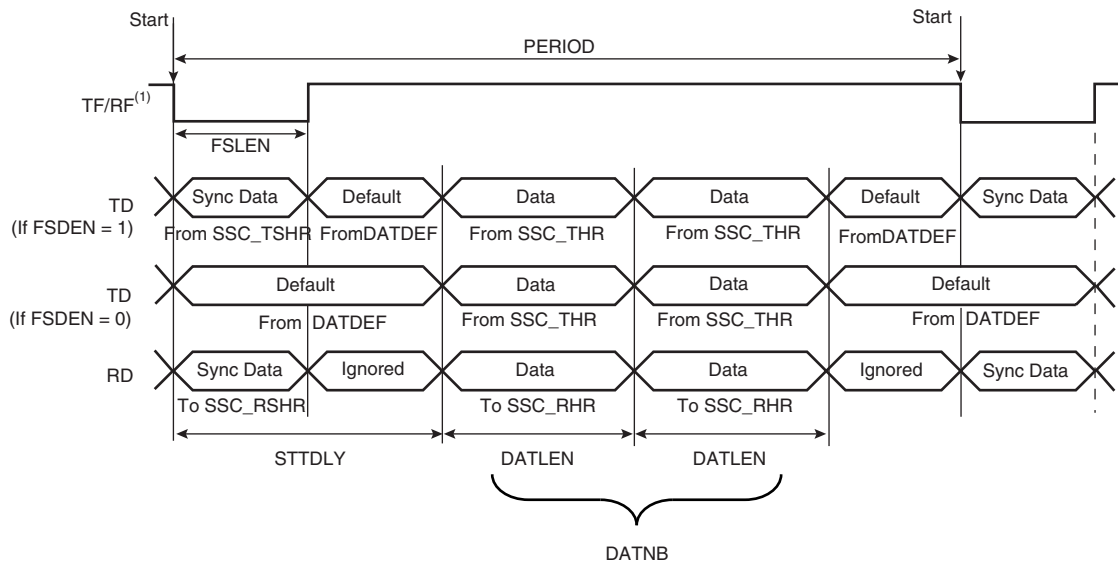 Start
Start
PERIOD
TF/RF(1)
FSLEN
TD
(If FSDEN = 1)
Sync Data
Default
Data
Data
Default
Sync Data
From SSC_TSHR
FromDATDEF
From SSC_THR
From SSC_THR
FromDATDEF
TD
(If FSDEN = 0)
Default
Data
Data
Default
From DATDEF
From SSC_THR
From SSC_THR
From DATDEF
RD
Sync Data
Ignored
Data
Data
Ignored
Sync Data
To SSC_RSHR
To SSC_RHR
To SSC_RHR
STTDLY
DATLEN
DATLEN
DATNB